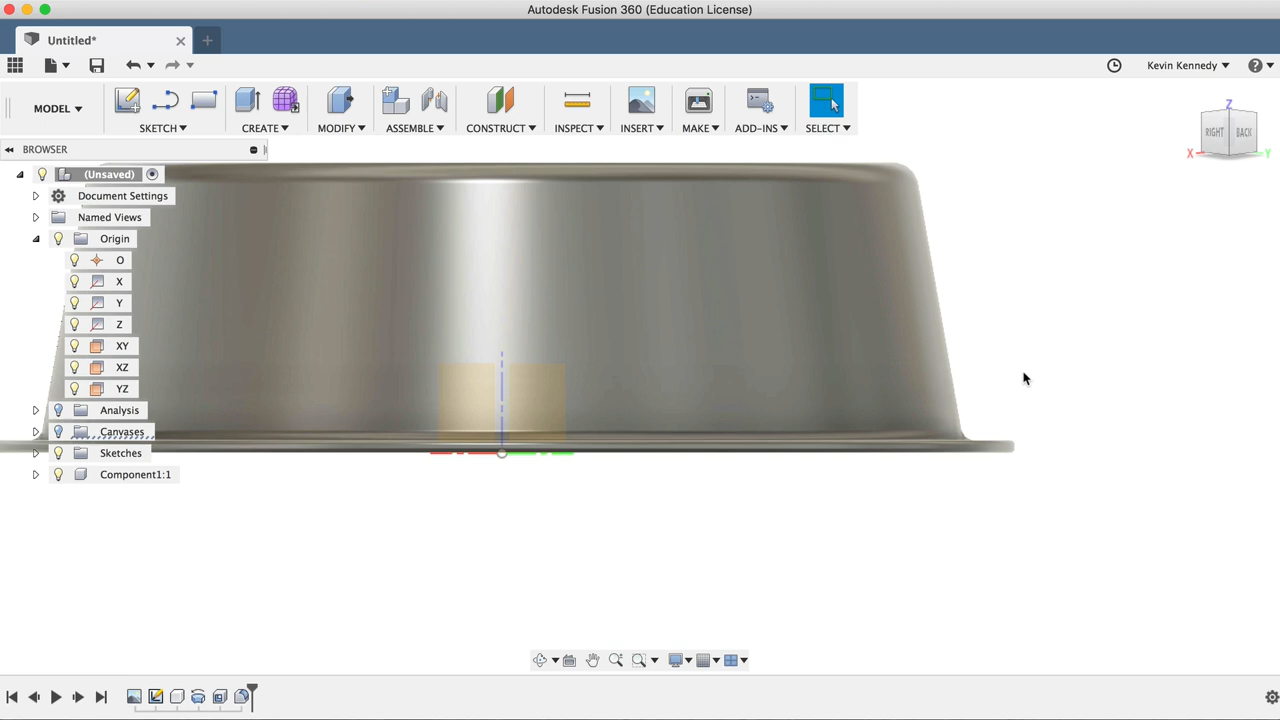 Autodesk Fusion 360 (Education License)
Untitled*
Kevin Kennedy
MODEL
SKETCH
CREATE
MODIFY
ASSEMBLE
CONSTRUCT
INSPECT
INSERT
MAKE
ADD-INS
SELECT
BROWSER
Z
RIGHT
BACK
X
Y
(Unsaved)
Document Settings
Named Views
Origin
O
X
Y
Z
XY
XZ
YZ
Analysis
Canvases
Sketches
Component1:1